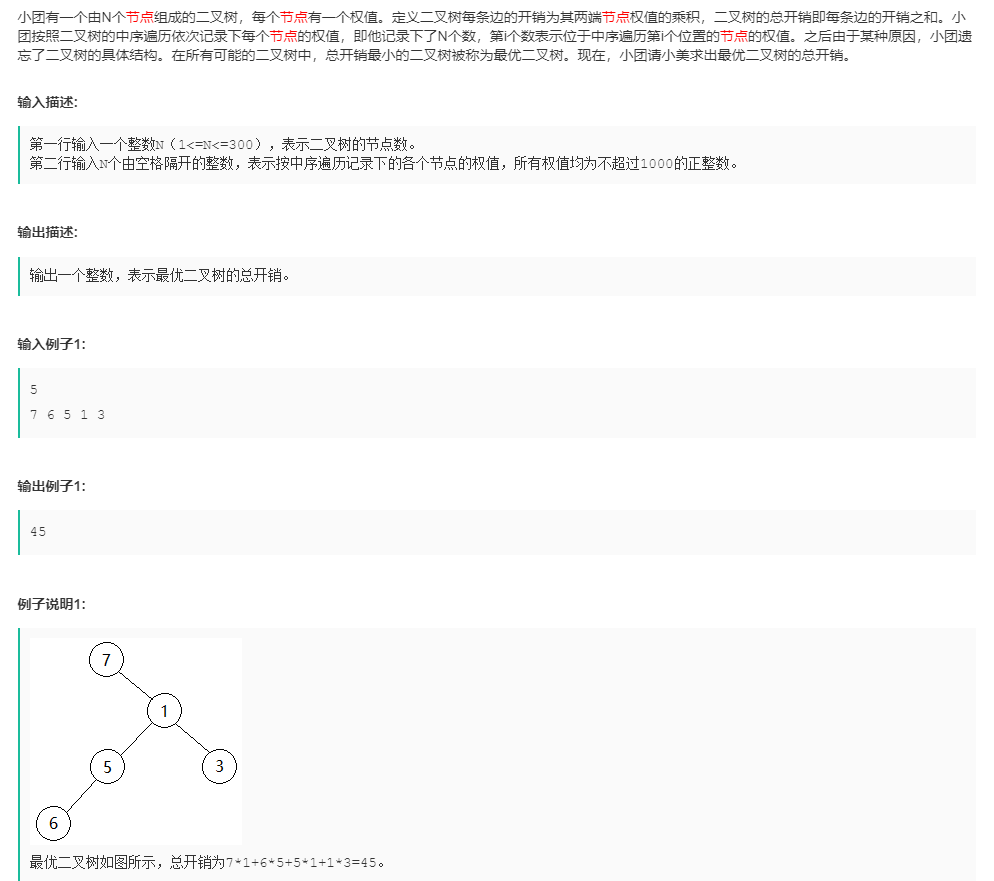 小团有一个由N个节点组成的二叉树，每个节点有一个权值。定义二叉树每条边的开销为其两端节点权值的乘积，二叉树的总开销即每条边的开销之和。小
团按照二叉树的中序遍历依次记录下每个节点的权值，即他记录下了N个数，第i个数表示位于中序遍历第i个位置的节点的权值。之后由于某种原因，小团遗
忘了二叉树的具体结构。在所有可能的二叉树中，总开销最小的二叉树被称为最优二叉树。现在，小团请小美求出最优二叉树的总开销。
输入描述:
第一行输入一个整数N（1<=N<=300），表示二叉树的节点数。
第二行输入N个由空格隔开的整数，表示按中序遍历记录下的各个节点的权值，所有权值均为不超过1000的正整数。
输出描述:
输出一个整数，表示最优二叉树的总开销。
输入例子1:
5
7 6 5 1 3
输出例子1:
45
例子说明1:
7
1
5
3
6
最优二叉树如图所示，总开销为7*1+6*5+5*1+1*3=45。